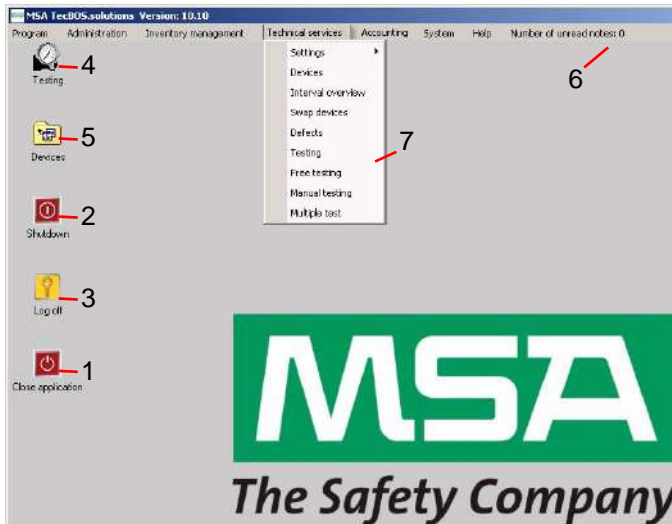 MSA TecBOS.solutions Version: 10.10
Program Administration Inventory management Technical services Accounting System Help Number of unread notes: 0
4
Testing
5
Devices
2
Shutdown
3
Log off
1
Close application
Settings
Devices
Interval overview
Swap devices
Defects
Testing
Free testing
Manual testing
Multiple test
6
7
MSA
The Safety Company